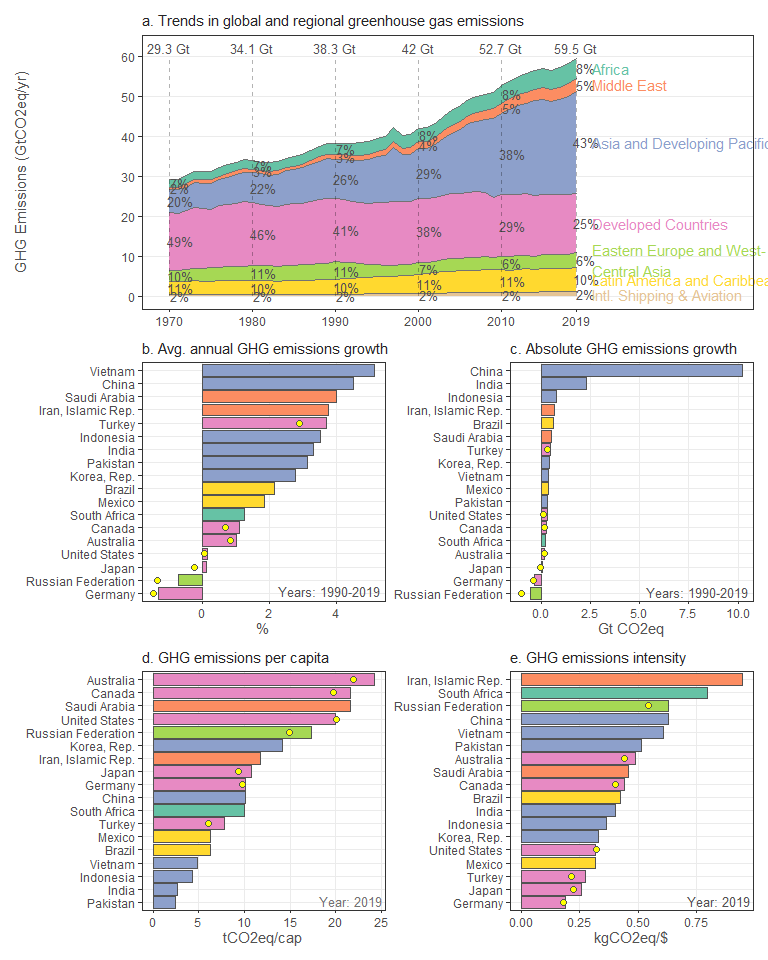 a. Trends in global and regional greenhouse gas emissions
GHG Emissions (GtCO2eq/yr)
60
50
40
30
20
10
0
29.3 Gt 34.1 Gt 38.3 Gt 42 Gt 52.7 Gt 59.5 Gt
7% 7% 7% 8% 8% 8% Africa
2% 3% 3% 4% 5% 5% Middle East
20% 22% 26% 29% 38% 43% Asia and Developing Pacific
49% 46% 41% 38% 29% 25% Developed Countries
10% 11% 11% 7% 6% 6% Eastern Europe and West-
Central Asia
11% 10% 10% 11% 11% 10% Latin America and Caribbea
2% 2% 2% 2% 2% 2% Intl. Shipping & Aviation
1970 1980 1990 2000 2010 2019
b. Avg. annual GHG emissions growth
Vietnam
China
Saudi Arabia
Iran, Islamic Rep.
Turkey
Indonesia
India
Pakistan
Korea, Rep.
Brazil
Mexico
South Africa
Canada
Australia
United States
Japan
Russian Federation
Germany
Years: 1990-2019
0 2 4
%
c. Absolute GHG emissions growth
China
India
Indonesia
Iran, Islamic Rep.
Brazil
Saudi Arabia
Turkey
Korea, Rep.
Vietnam
Mexico
Pakistan
United States
Canada
South Africa
Australia
Japan
Germany
Russian Federation
Years: 1990-2019
0.0 2.5 5.0 7.5 10.0
Gt CO2eq
d. GHG emissions per capita
Australia
Canada
Saudi Arabia
United States
Russian Federation
Korea, Rep.
Iran, Islamic Rep.
Japan
Germany
China
South Africa
Turkey
Mexico
Brazil
Vietnam
Indonesia
India
Pakistan
Year: 2019
0 5 10 15 20 25
tCO2eq/cap
e. GHG emissions intensity
Iran, Islamic Rep.
South Africa
Russian Federation
China
Vietnam
Pakistan
Australia
Saudi Arabia
Canada
Brazil
India
Indonesia
Korea, Rep.
United States
Mexico
Turkey
Japan
Germany
Year: 2019
0.00 0.25 0.50 0.75
kgCO2eq/$